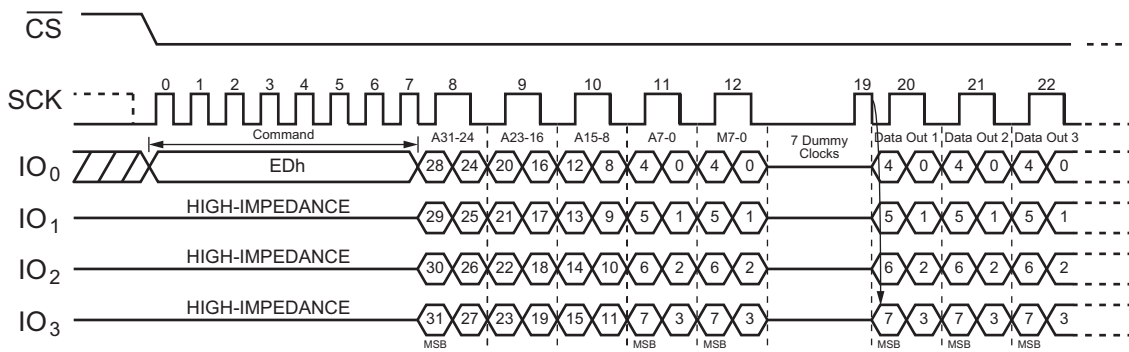 CS
SCK
0 1 2 3 4 5 6 7 8 9 10 11 12 19 20 21 22
Command A31-24 A23-16 A15-8 A7-0 M7-0 7 Dummy Clocks Data Out 1 Data Out 2 Data Out 3
IO0 EDh 28 24 20 16 12 8 4 0 4 0 4 0 4 0 4 0
IO1 HIGH-IMPEDANCE 29 25 21 17 13 9 5 1 5 1 5 1 5 1 5 1
IO2 HIGH-IMPEDANCE 30 26 22 18 14 10 6 2 6 2 6 2 6 2 6 2
IO3 HIGH-IMPEDANCE 31 27 23 19 15 11 7 3 7 3 7 3 7 3 7 3
MSB MSB MSB MSB MSB MSB